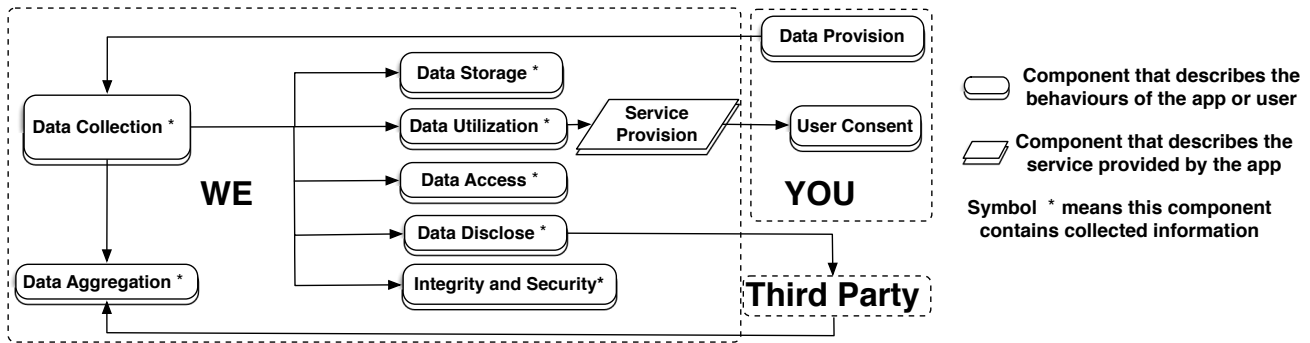 Data Provision
Data Storage *
Data Collection *
Data Utilization *
Service
Provision
User Consent
Data Access *
WE
YOU
Data Disclose *
Data Aggregation *
Integrity and Security*
Third Party
Component that describes the
behaviours of the app or user
Component that describes the
service provided by the app
Symbol * means this component
contains collected information